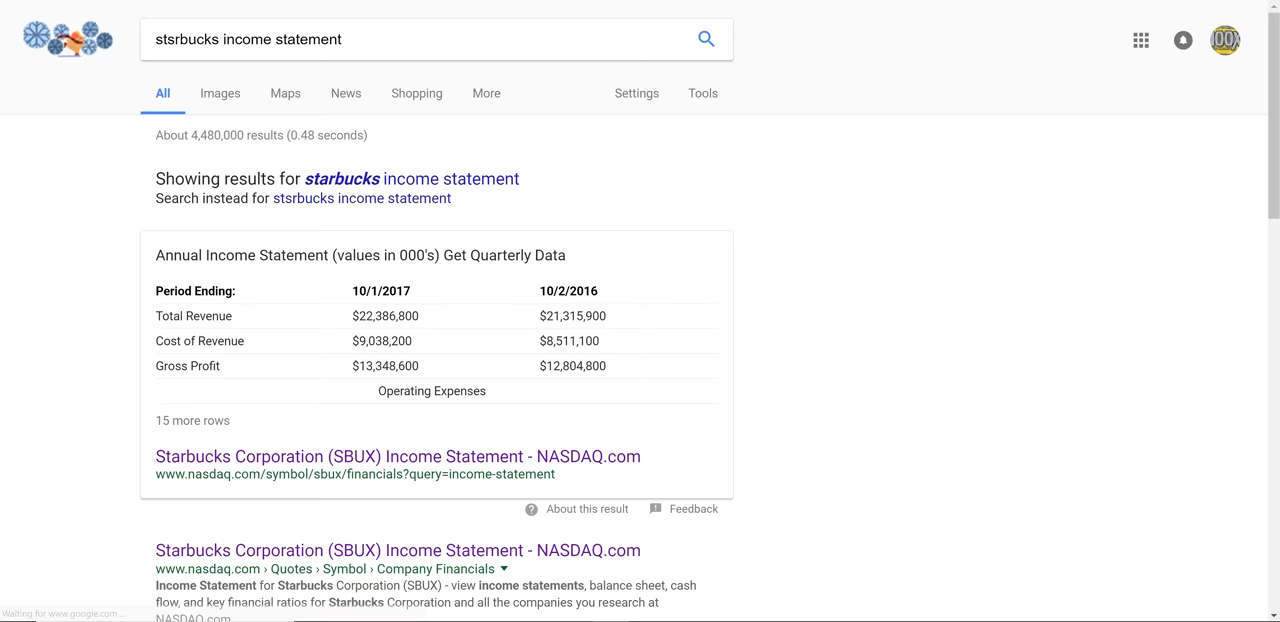 stsrbucks income statement
All Images Maps News Shopping More Settings Tools
About 4,480,000 results (0.48 seconds)
Showing results for starbucks income statement
Search instead for stsrbucks income statement
Annual Income Statement (values in 000's) Get Quarterly Data
Period Ending: 10/1/2017 10/2/2016
Total Revenue $22,386,800 $21,315,900
Cost of Revenue $9,038,200 $8,511,100
Gross Profit $13,348,600 $12,804,800
Operating Expenses
15 more rows
Starbucks Corporation (SBUX) Income Statement - NASDAQ.com
www.nasdaq.com/symbol/sbux/financials?query=income-statement
About this result Feedback
Starbucks Corporation (SBUX) Income Statement - NASDAQ.com
www.nasdaq.com › Quotes › Symbol › Company Financials
Income Statement for Starbucks Corporation (SBUX) - view income statements, balance sheet, cash
flow, and key financial ratios for Starbucks Corporation and all the companies you research at
NASDAQ.com
Waiting for www.google.com...